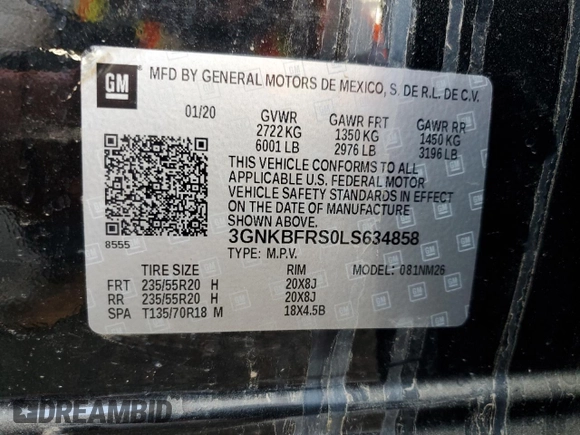 GM
MFD BY GENERAL MOTORS DE MEXICO, S. DE R.L. DE C.V.
01/20 GVWR GAWR FRT GAWR RR
2722 KG 1350 KG 1450 KG
6001 LB 2976 LB 3196 LB
THIS VEHICLE CONFORMS TO ALL
APPLICABLE U.S. FEDERAL MOTOR
VEHICLE SAFETY STANDARDS IN EFFECT
ON THE DATE OF MANUFACTURE
SHOWN ABOVE.
8555 3GNKBFRS0LS634858
TYPE: M.P.V.
TIRE SIZE RIM MODEL: 081NM26
FRT 235/55R20 H 20X8J
RR 235/55R20 H 20X8J
SPA T135/70R18 M 18X4.5B
DREAMBID